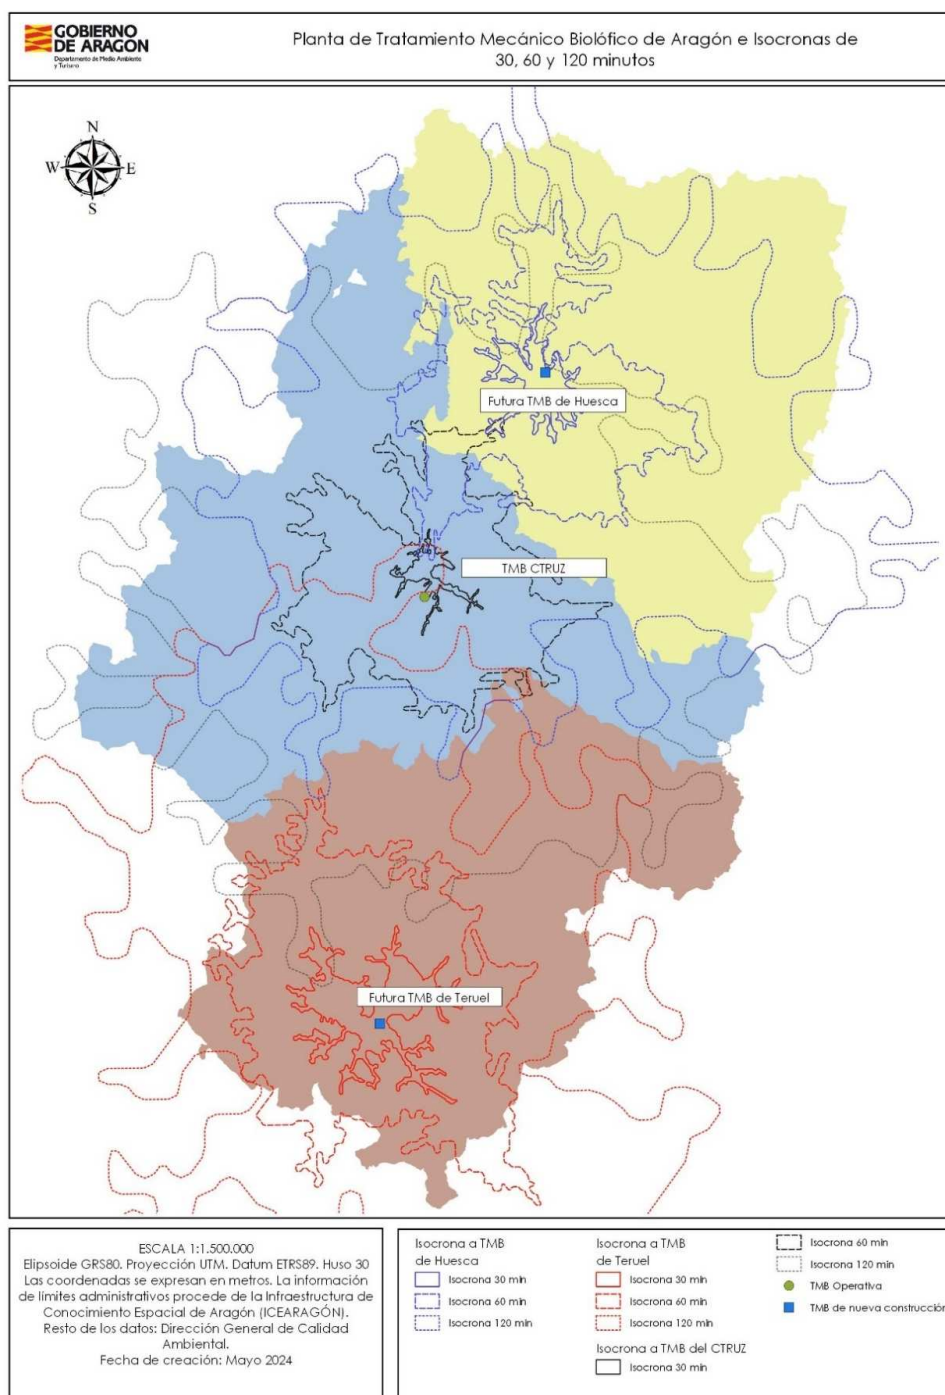 GOBIERNO
DE ARAGON
Departamento de Medio Ambiente
y Turismo
Planta de Tratamiento Mecánico Biolófico de Aragón e Isocronas de
30, 60 y 120 minutos
N
W E
S
Futura TMB de Huesca
TMB CTRUZ
Futura TMB de Teruel
ESCALA 1:1.500.000
Elipsoide GRS80. Proyección UTM. Datum ETRS89. Huso 30
Las coordenadas se expresan en metros. La información
de límites administrativos procede de la Infraestructura de
Conocimiento Espacial de Aragón (ICEARAGÓN).
Resto de los datos: Dirección General de Calidad
Ambiental.
Fecha de creación: Mayo 2024
Isocrona a TMB
de Huesca
Isocrona 30 min
Isocrona 60 min
Isocrona 120 min
Isocrona a TMB
de Teruel
Isocrona 30 min
Isocrona 60 min
Isocrona 120 min
Isocrona a TMB del CTRUZ
Isocrona 30 min
Isocrona 60 min
Isocrona 120 min
TMB Operativa
TMB de nueva construcción